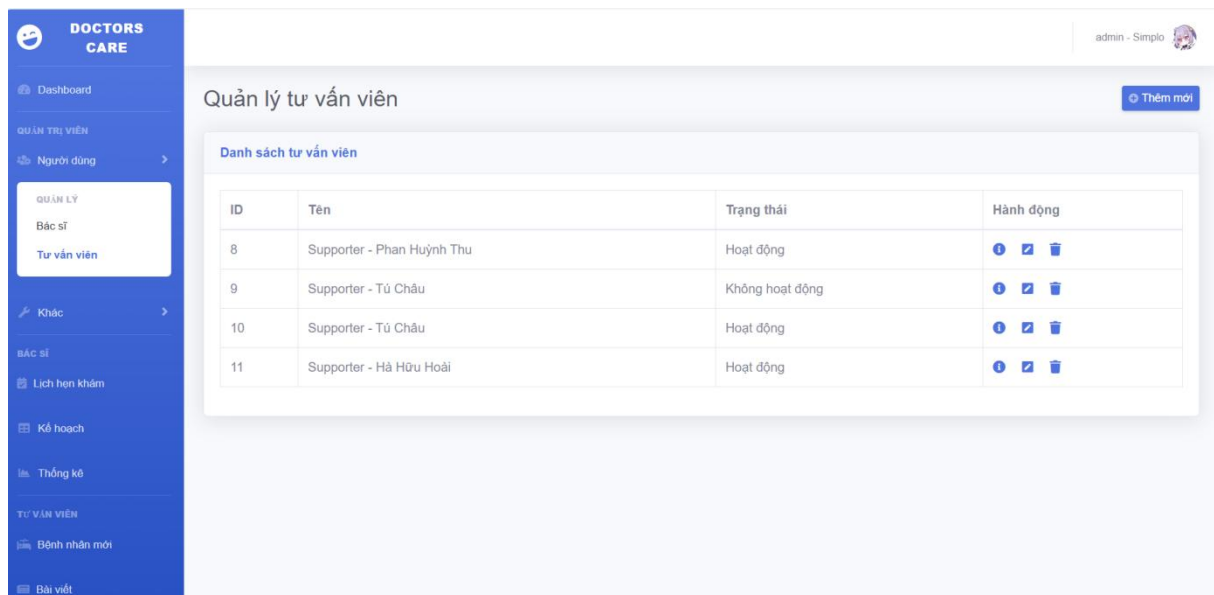 DOCTORS
CARE
admin - Simplo
Dashboard
Quản lý tư vấn viên
Thêm mới
QUẢN TRỊ VIÊN
Người dùng
Danh sách tư vấn viên
QUẢN LÝ
Bác sĩ
Tư vấn viên
ID Tên Trạng thái Hành động
8 Supporter - Phan Huỳnh Thu Hoạt động
9 Supporter - Tú Châu Không hoạt động
10 Supporter - Tú Châu Hoạt động
11 Supporter - Hà Hữu Hoài Hoạt động
Khác
BÁC SĨ
Lịch hẹn khám
Kế hoạch
Thống kê
TƯ VẤN VIÊN
Bệnh nhân mới
Bài viết